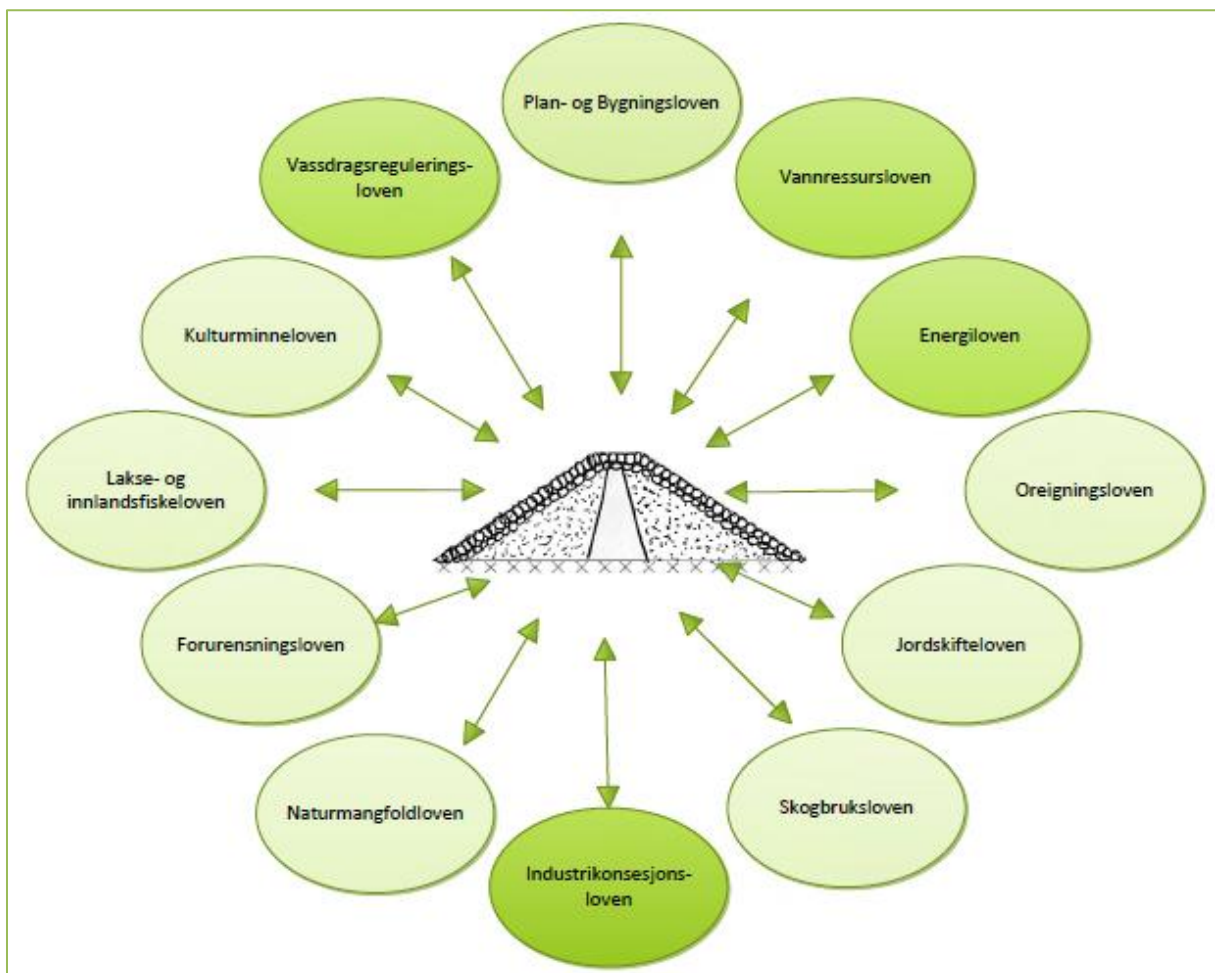 Plan- og Bygningsloven
Vassdragsregulerings-
loven
Vannressursloven
Kulturminneloven
Energiloven
Lakse- og
innlandsfiskeloven
Oreigningsloven
Forurensningsloven
Jordskifteloven
Naturmangfoldloven
Skogbruksloven
Industrikonsesjons-
loven